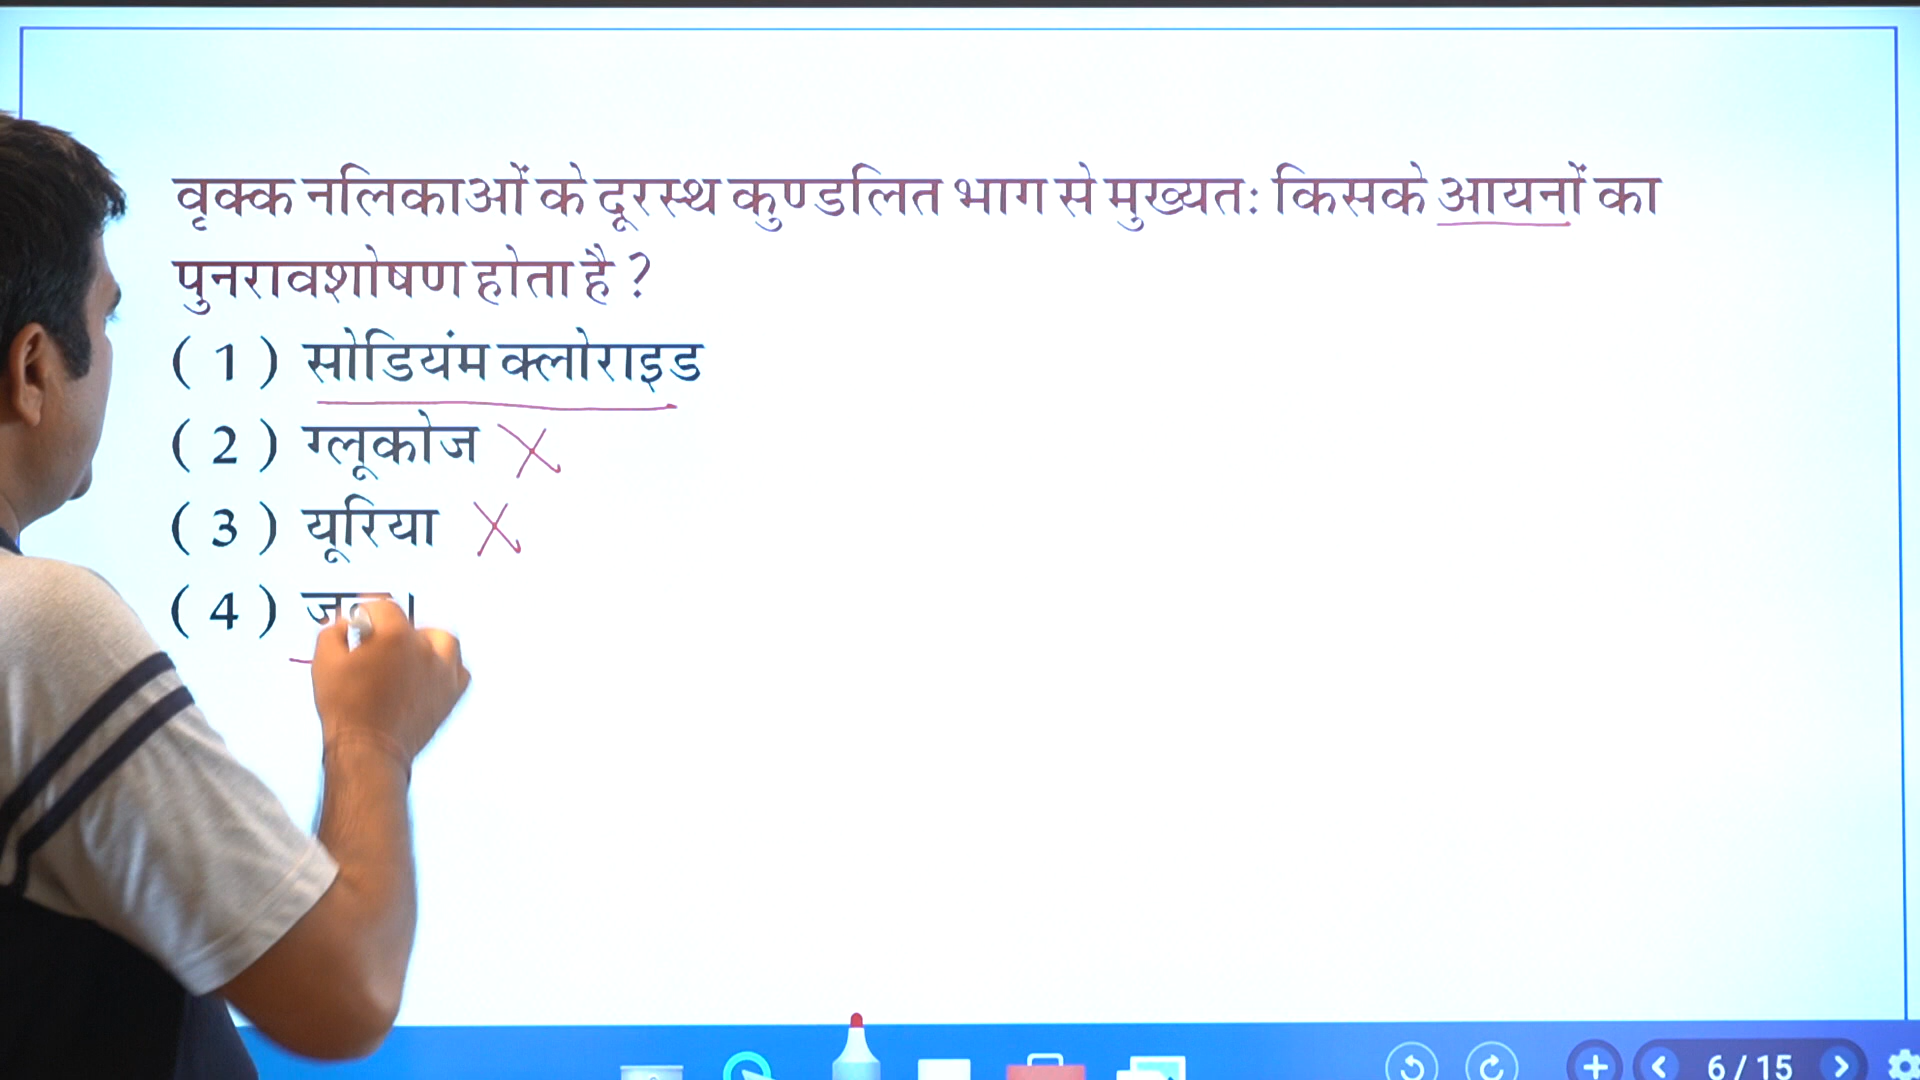 वृक्क नलिकाओं के दूरस्थ कुण्डलित भाग से मुख्यतः किसके आयनों का
पुनरावशोषण होता है ?
( 1 ) सोडियंम क्लोराइड
( 2 ) ग्लूकोज
( 3 ) यूरिया
( 4 )
6 / 15